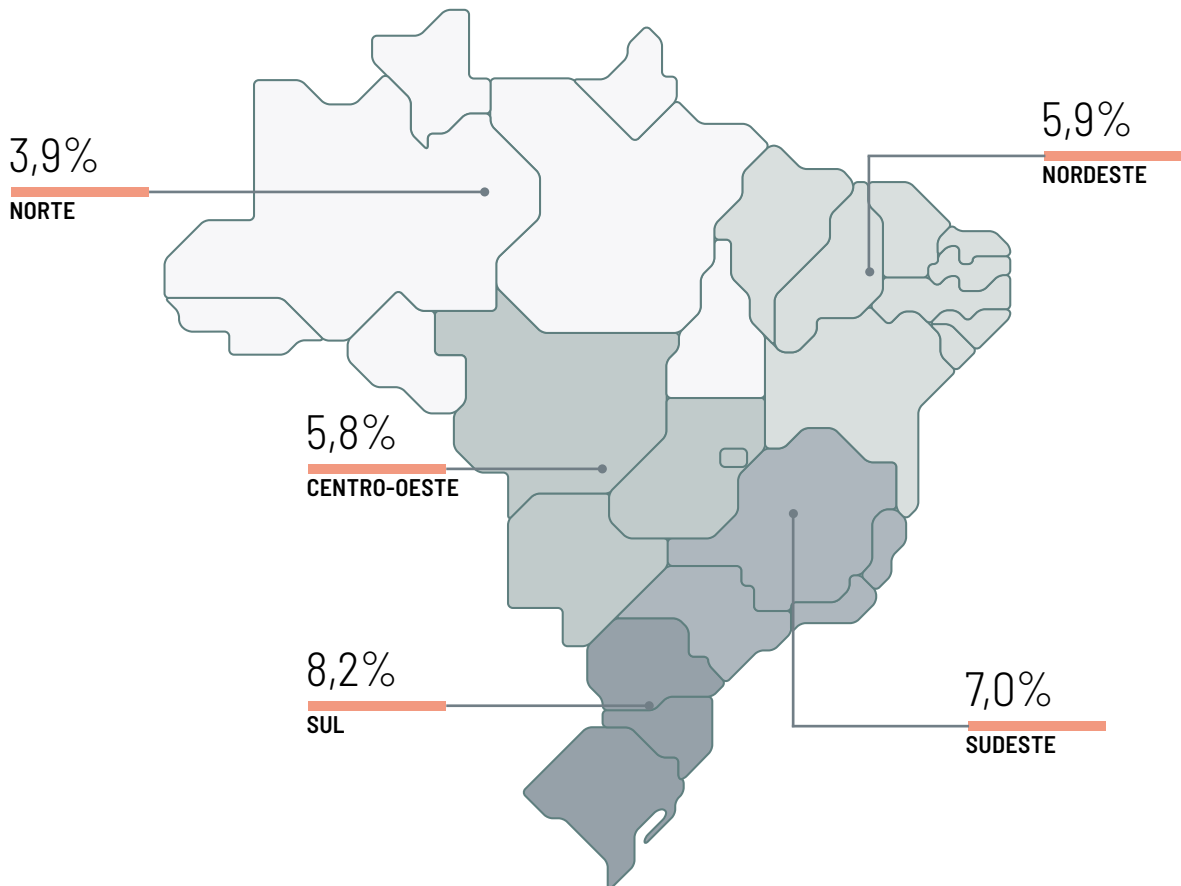 5,9%
NORDESTE
3,9%
NORTE
5,8%
CENTRO-OESTE
8,2%
SUL
7,0%
SUDESTE